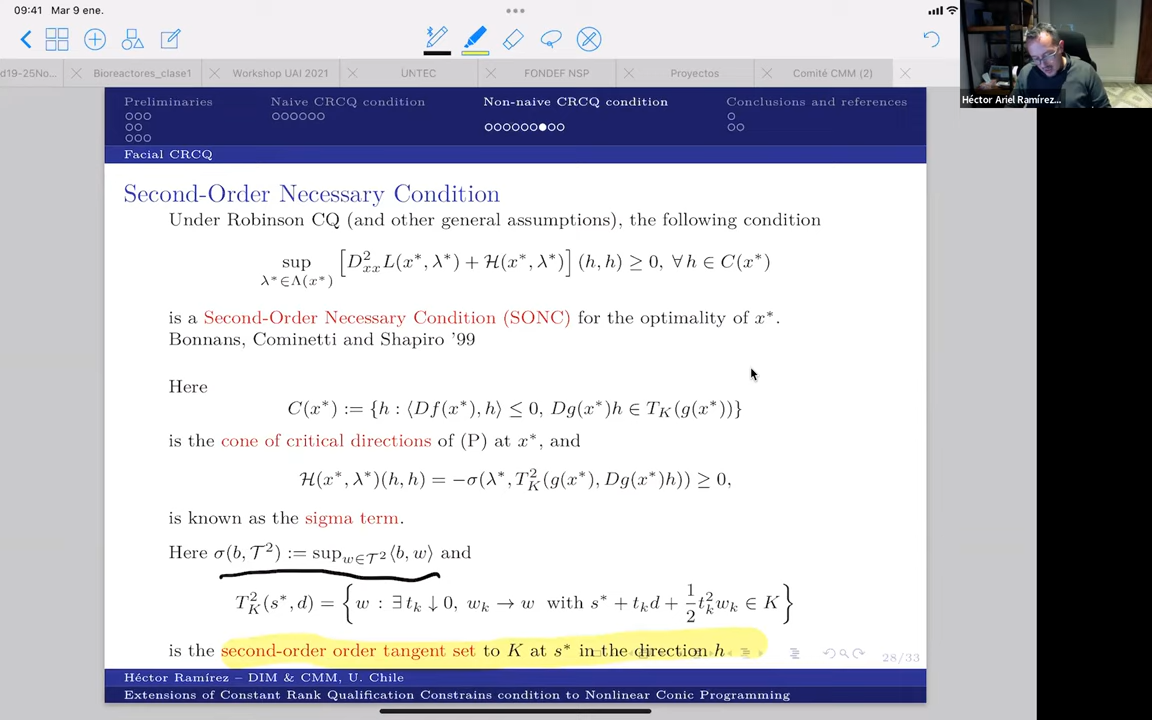 09:41 Mar 9 ene.
d19-25No...
Bioreactores_clase1
Workshop UAI 2021
UNTEC
FONDEF NSP
Proyectos
Comité CMM (2)
Héctor Ariel Ramírez...
Preliminaries
Naive CRCQ condition
Non-naive CRCQ condition
Conclusions and references
Facial CRCQ
Second-Order Necessary Condition
Under Robinson CQ (and other general assumptions), the following condition
sup_{λ*∈Λ(x*)} [D²_{xx}L(x*, λ*) + ℋ(x*, λ*)] (h, h) ≥ 0, ∀ h ∈ C(x*)
is a Second-Order Necessary Condition (SONC) for the optimality of x*.
Bonnans, Cominetti and Shapiro '99
Here
C(x*) := {h : ⟨Df(x*), h⟩ ≤ 0, Dg(x*)h ∈ T_K(g(x*))}
is the cone of critical directions of (P) at x*, and
ℋ(x*, λ*)(h, h) = −σ(λ*, T²_K(g(x*), Dg(x*)h)) ≥ 0,
is known as the sigma term.
Here σ(b, 𝒯²) := sup_{w∈𝒯²}⟨b, w⟩ and
T²_K(s*, d) = {w : ∃ t_k ↓ 0, w_k → w with s* + t_k d + ½ t²_k w_k ∈ K}
is the second-order order tangent set to K at s* in the direction h
28/33
Héctor Ramírez – DIM & CMM, U. Chile
Extensions of Constant Rank Qualification Constrains condition to Nonlinear Conic Programming